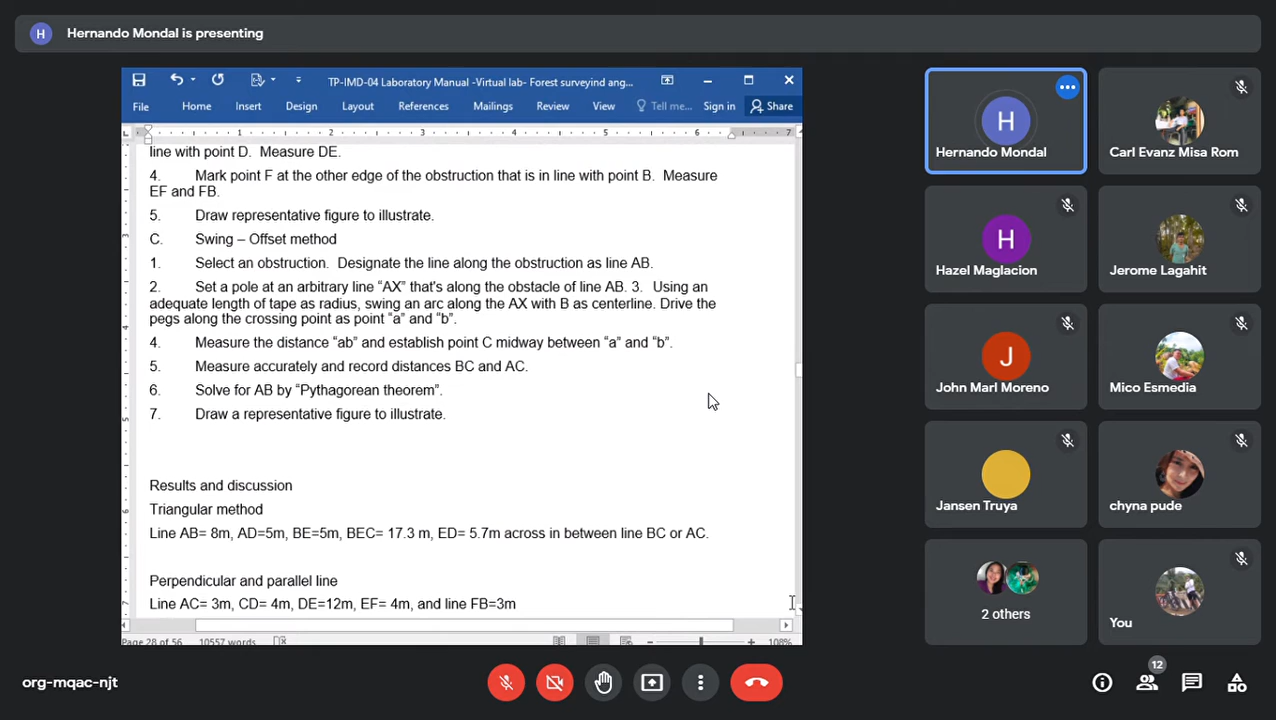 H
Hernando Mondal is presenting
TP-IMD-04 Laboratory Manual -Virtual lab- Forest surveyind ang...
File Home Insert Design Layout References Mailings Review View Tell me... Sign in Share
1 2 3 4 5 6 7
line with point D. Measure DE.
4. Mark point F at the other edge of the obstruction that is in line with point B. Measure
EF and FB.
5. Draw representative figure to illustrate.
C. Swing – Offset method
1. Select an obstruction. Designate the line along the obstruction as line AB.
2. Set a pole at an arbitrary line “AX” that's along the obstacle of line AB. 3. Using an
adequate length of tape as radius, swing an arc along the AX with B as centerline. Drive the
pegs along the crossing point as point “a” and “b”.
4. Measure the distance “ab” and establish point C midway between “a” and “b”.
5. Measure accurately and record distances BC and AC.
6. Solve for AB by “Pythagorean theorem”.
7. Draw a representative figure to illustrate.
Results and discussion
Triangular method
Line AB= 8m, AD=5m, BE=5m, BEC= 17.3 m, ED= 5.7m across in between line BC or AC.
Perpendicular and parallel line
Line AC= 3m, CD= 4m, DE=12m, EF= 4m, and line FB=3m
Page 28 of 56 10557 words 108%
H
Hernando Mondal
Carl Evanz Misa Rom
H
Hazel Maglacion
Jerome Lagahit
J
John Marl Moreno
Mico Esmedia
Jansen Truya
chyna pude
2 others
You
org-mqac-njt
12